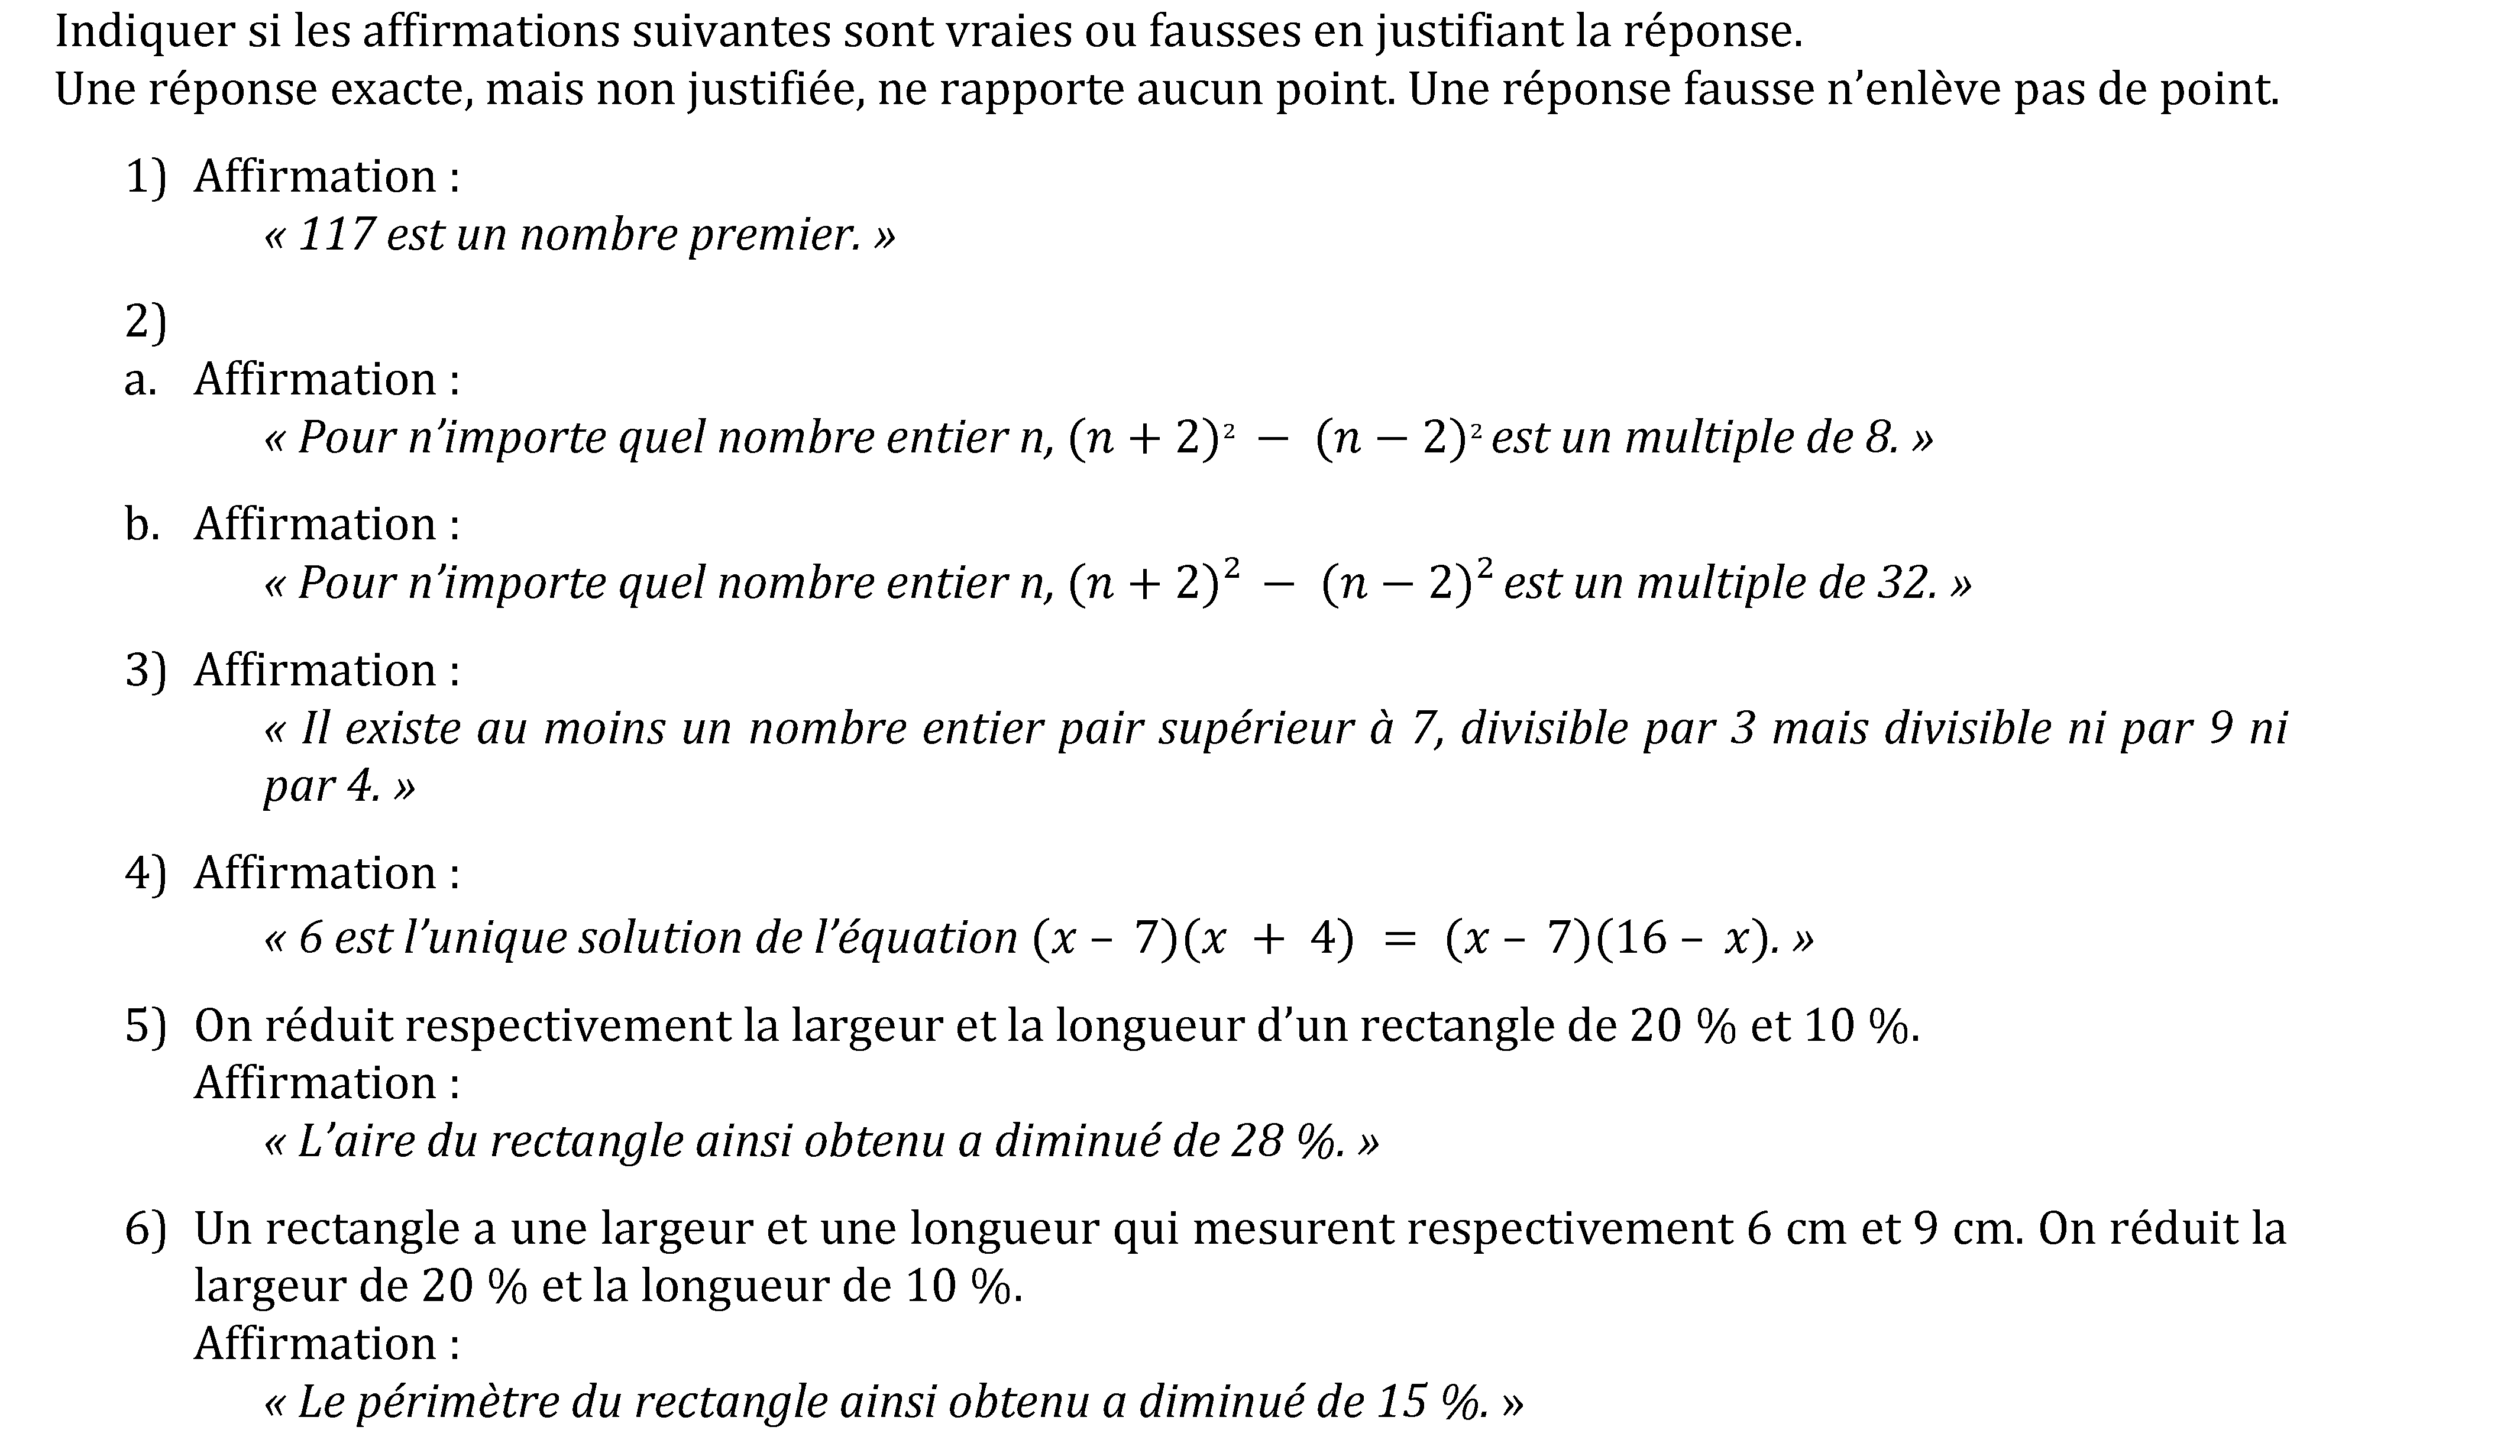 Indiquer si les affirmations suivantes sont vraies ou fausses en justifiant la réponse.
Une réponse exacte, mais non justifiée, ne rapporte aucun point. Une réponse fausse n’enlève pas de point.
1) Affirmation :
« 117 est un nombre premier. »
2)
a. Affirmation :
« Pour n’importe quel nombre entier n, (n + 2)² − (n − 2)² est un multiple de 8. »
b. Affirmation :
« Pour n’importe quel nombre entier n, (n + 2)² − (n − 2)² est un multiple de 32. »
3) Affirmation :
« Il existe au moins un nombre entier pair supérieur à 7, divisible par 3 mais divisible ni par 9 ni
par 4. »
4) Affirmation :
« 6 est l’unique solution de l’équation (x – 7)(x + 4) = (x – 7)(16 – x). »
5) On réduit respectivement la largeur et la longueur d’un rectangle de 20 % et 10 %.
Affirmation :
« L’aire du rectangle ainsi obtenu a diminué de 28 %. »
6) Un rectangle a une largeur et une longueur qui mesurent respectivement 6 cm et 9 cm. On réduit la
largeur de 20 % et la longueur de 10 %.
Affirmation :
« Le périmètre du rectangle ainsi obtenu a diminué de 15 %. »